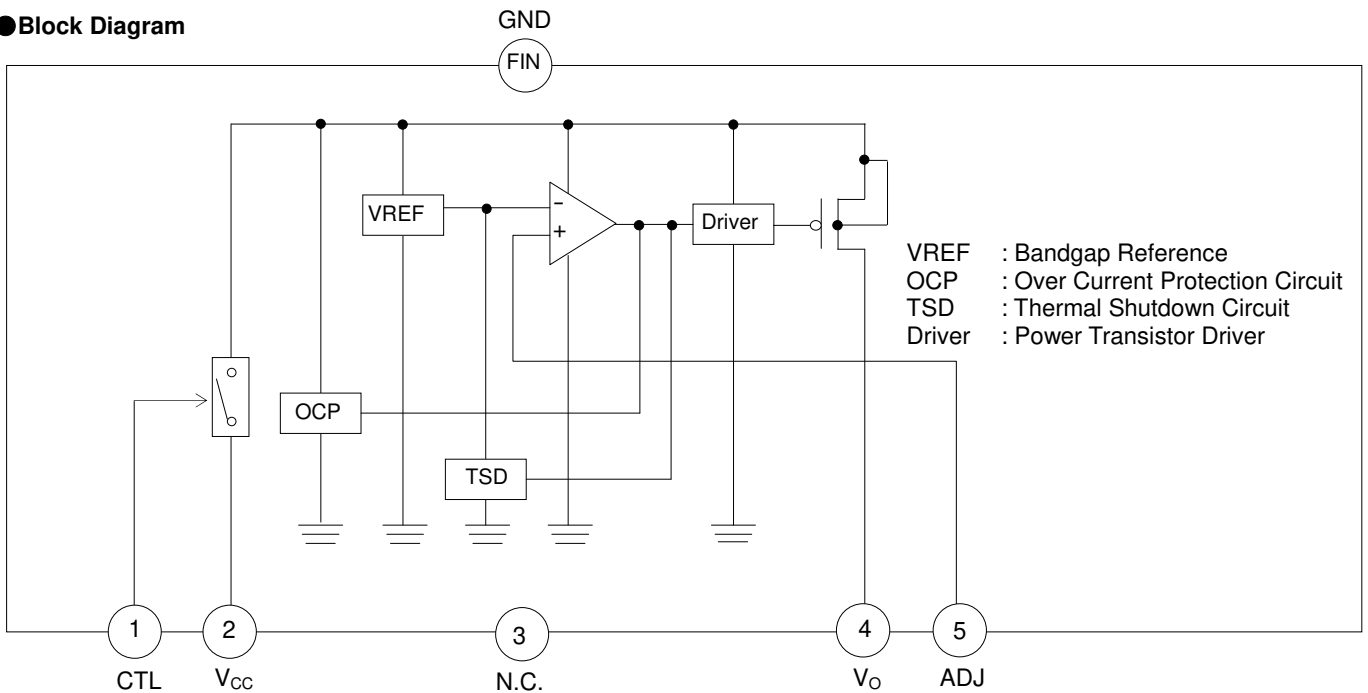 ●Block Diagram
GND
FIN
VREF
-
+
Driver
VREF : Bandgap Reference
OCP : Over Current Protection Circuit
TSD : Thermal Shutdown Circuit
Driver : Power Transistor Driver
OCP
TSD
1
2
3
4
5
CTL
VCC
N.C.
VO
ADJ